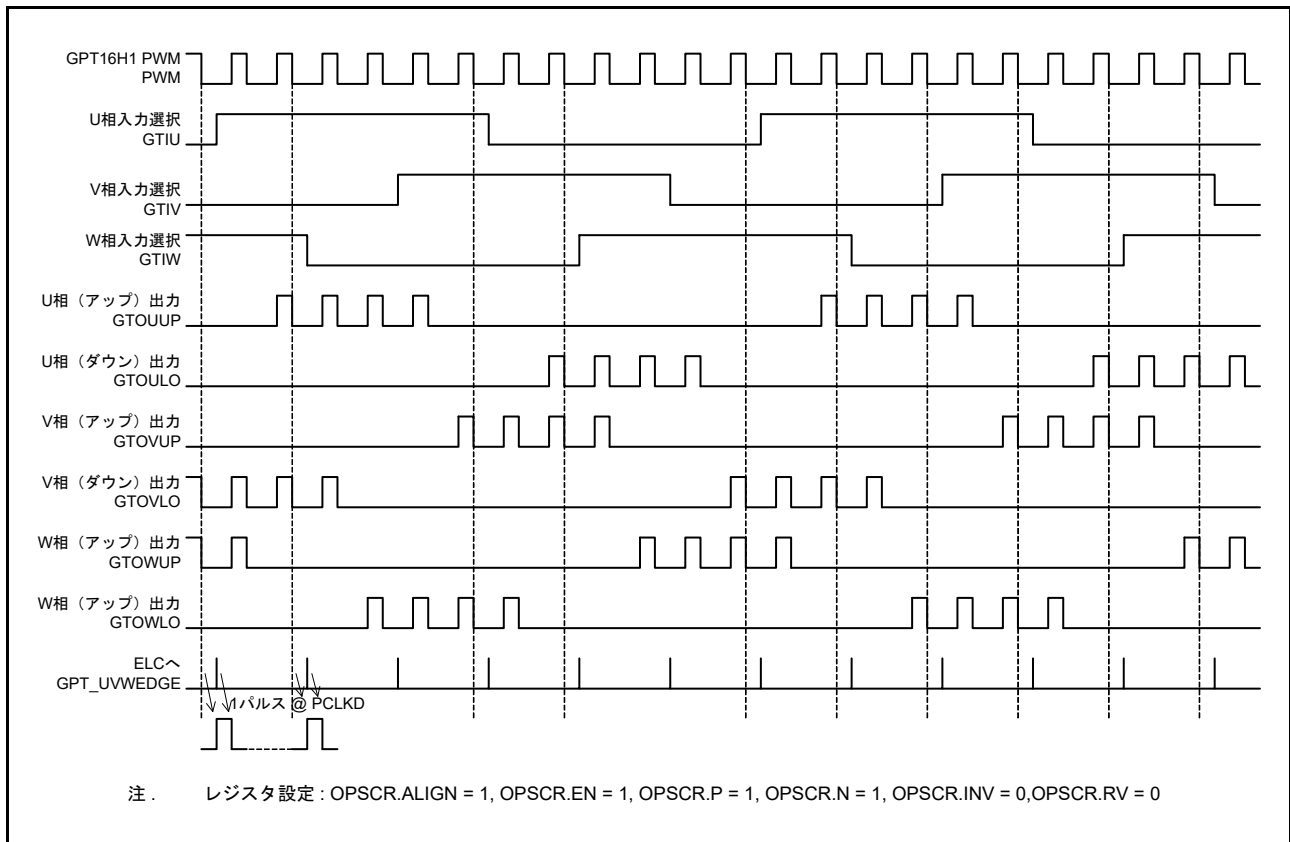 GPT16H1 PWM
PWM
U相入力選択
GTIU
V相入力選択
GTIV
W相入力選択
GTIW
U相（アップ）出力
GTOUUP
U相（ダウン）出力
GTOULO
V相（アップ）出力
GTOVUP
V相（ダウン）出力
GTOVLO
W相（アップ）出力
GTOWUP
W相（アップ）出力
GTOWLO
ELCへ
GPT_UVWEDGE
1パルス @ PCLKD
注 . レジスタ設定 : OPSCR.ALIGN = 1, OPSCR.EN = 1, OPSCR.P = 1, OPSCR.N = 1, OPSCR.INV = 0,OPSCR.RV = 0